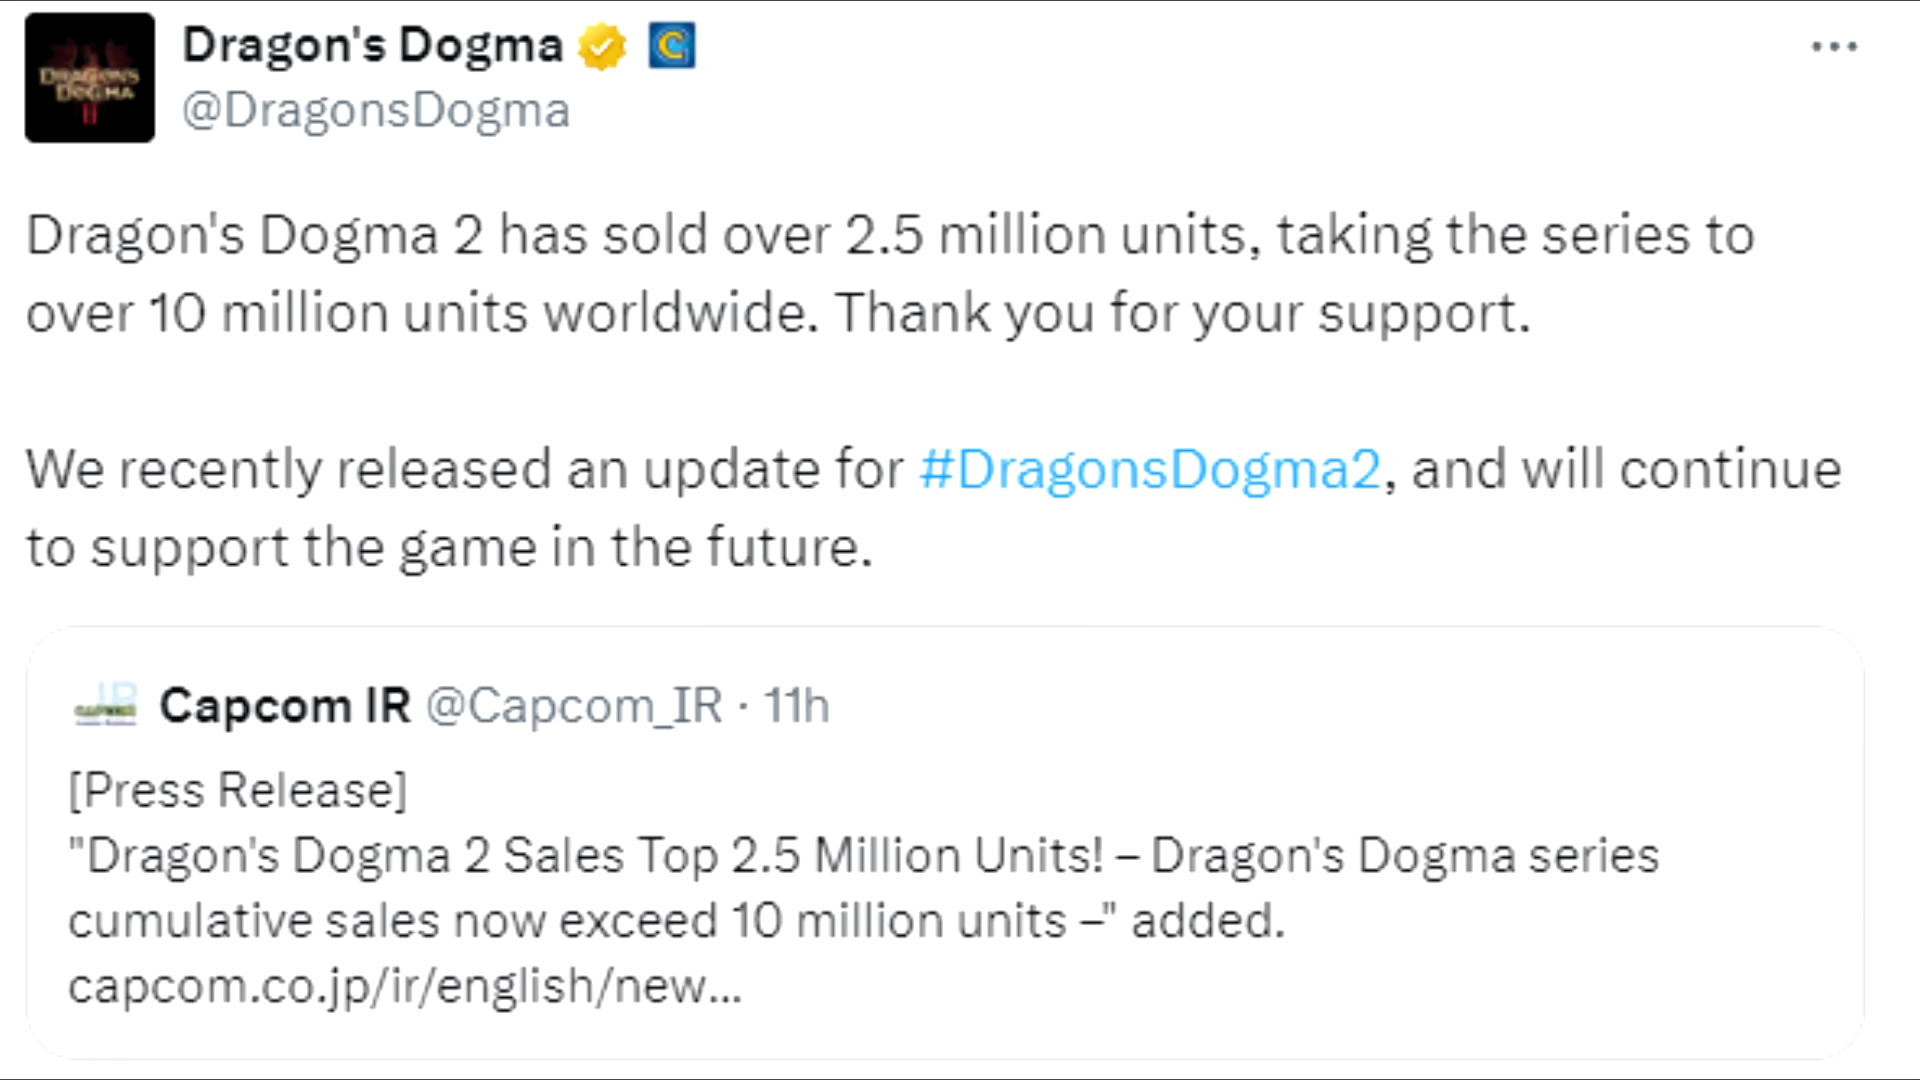 DRAGON'S
DOGMA
II
Dragon's Dogma
@DragonsDogma
Dragon's Dogma 2 has sold over 2.5 million units, taking the series to
over 10 million units worldwide. Thank you for your support.
We recently released an update for #DragonsDogma2, and will continue
to support the game in the future.
Capcom IR @Capcom_IR · 11h
[Press Release]
"Dragon's Dogma 2 Sales Top 2.5 Million Units! – Dragon's Dogma series
cumulative sales now exceed 10 million units –" added.
capcom.co.jp/ir/english/new...